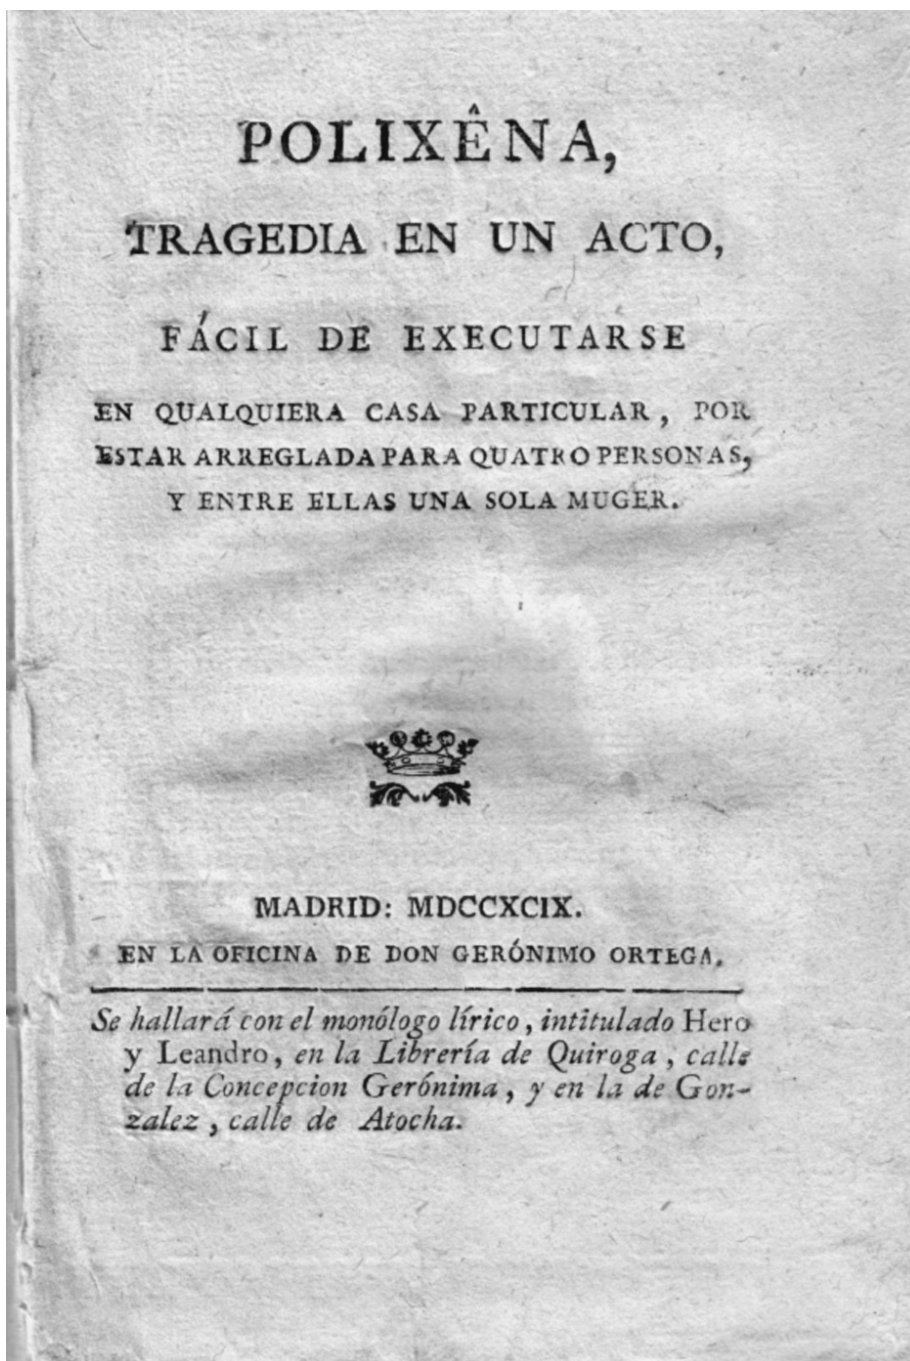 POLIXÊNA,
TRAGEDIA EN UN ACTO,
FÁCIL DE EXECUTARSE
EN QUALQUIERA CASA PARTICULAR, POR
ESTAR ARREGLADA PARA QUATRO PERSONAS,
Y ENTRE ELLAS UNA SOLA MUGER.
MADRID: MDCCXCIX.
EN LA OFICINA DE DON GERÓNIMO ORTEGA.
Se hallará con el monólogo lírico, intitulado Hero
y Leandro, en la Librería de Quiroga, calle
de la Concepcion Gerónima, y en la de Gon-
zalez, calle de Atocha.